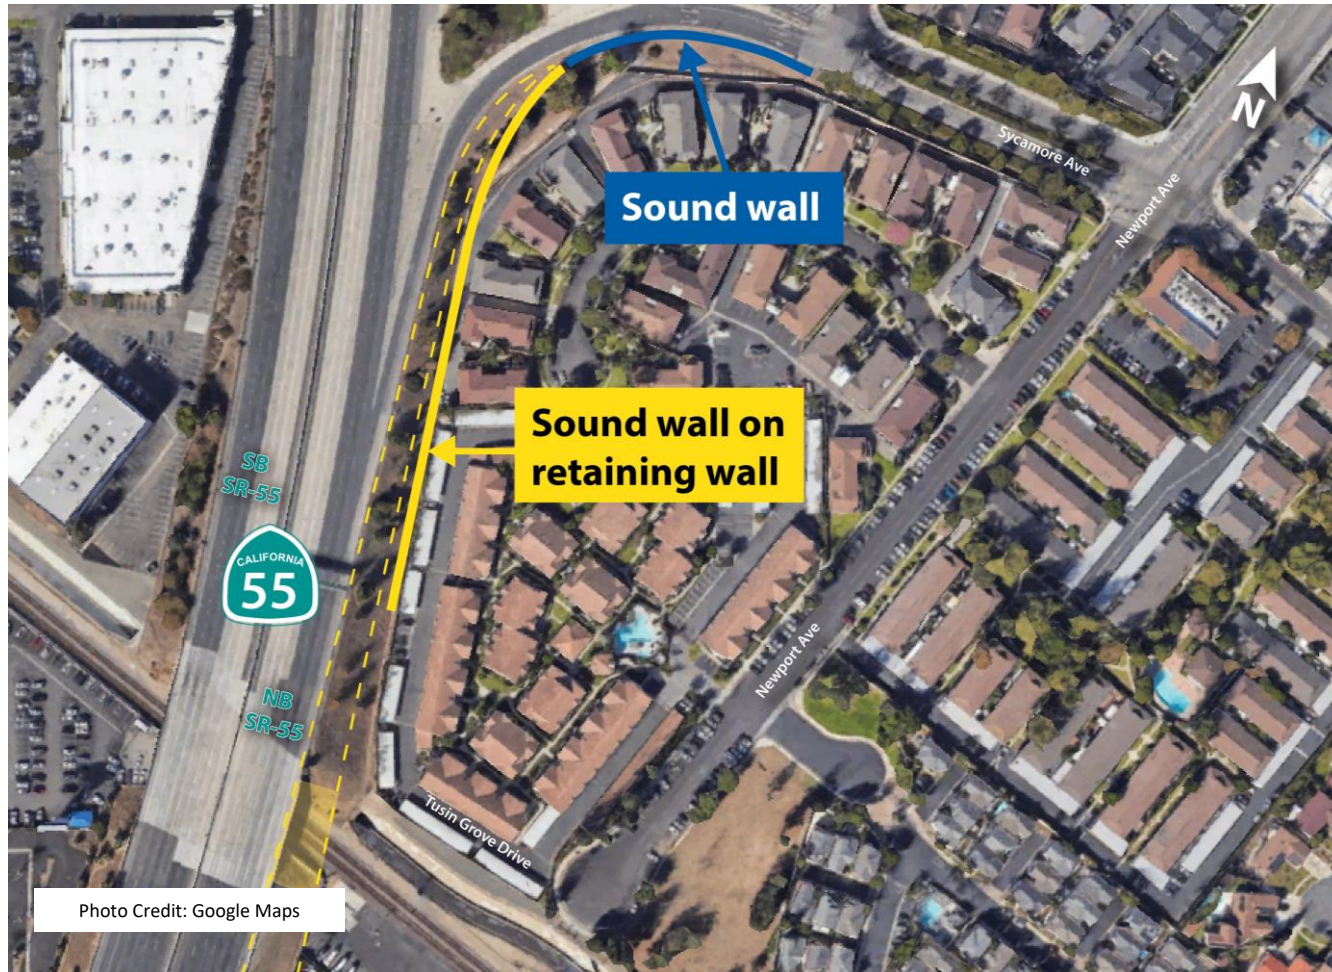 N
Sycamore Ave
Newport Ave
Sound wall
Sound wall on
retaining wall
SB
SR-55
CALIFORNIA
55
NB
SR-55
Newport Ave
Tusin Grove Drive
Photo Credit: Google Maps